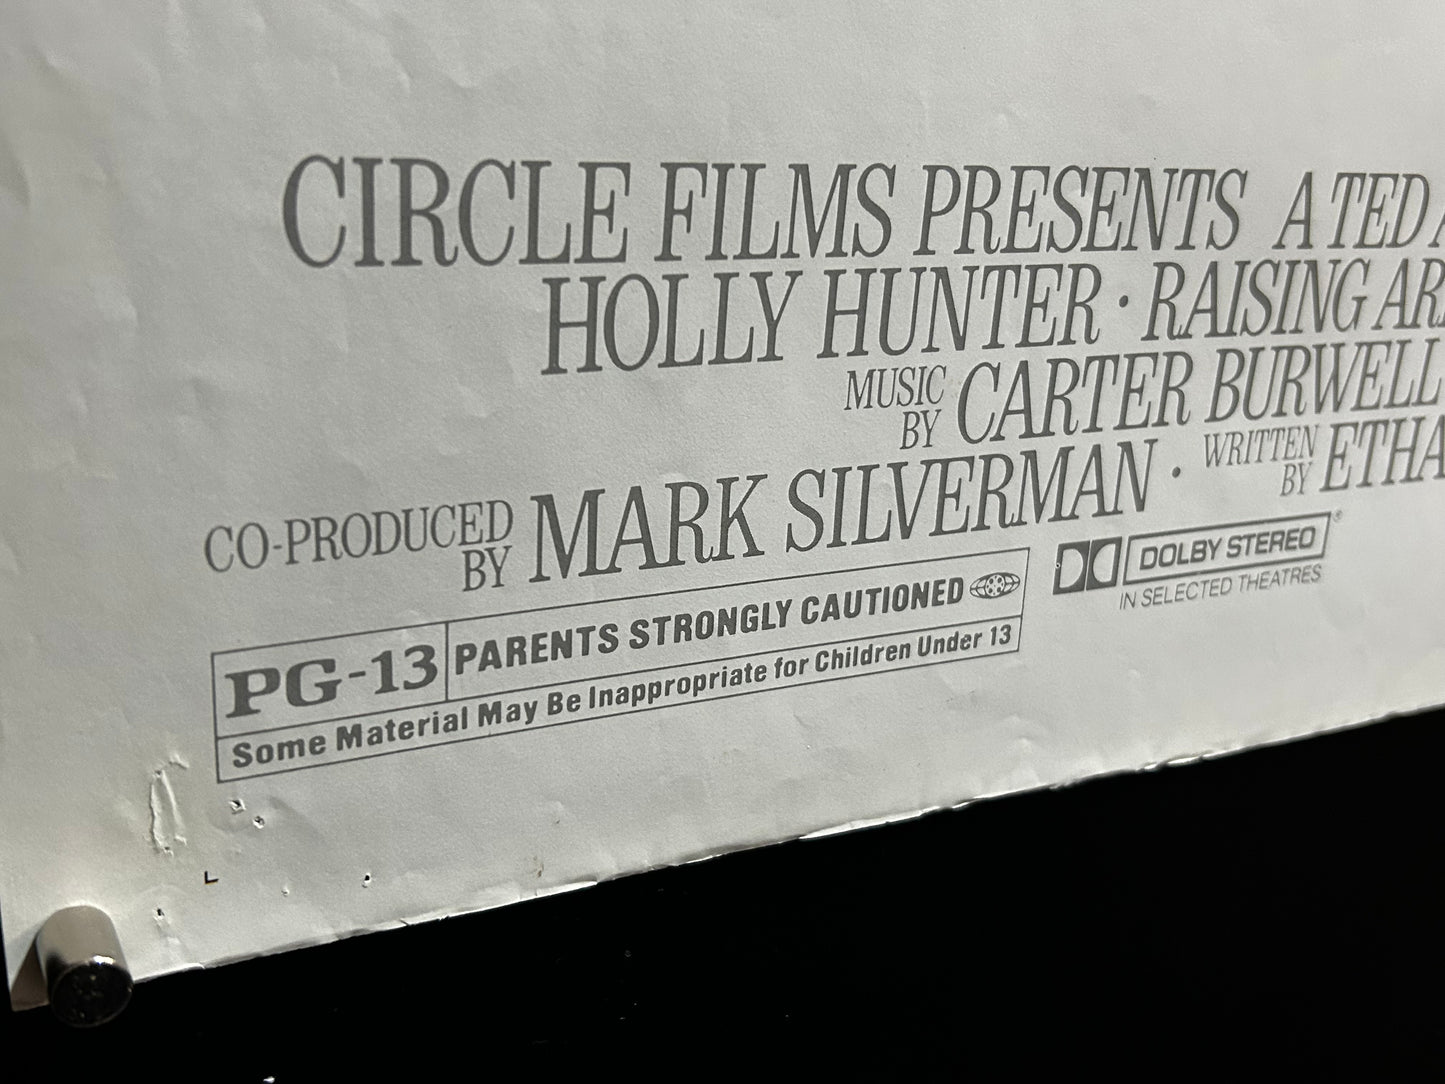 CIRCLE FILMS PRESENTS A TED A
HOLLY HUNTER · RAISING AR
MUSIC BY CARTER BURWELL
CO-PRODUCED BY MARK SILVERMAN · WRITTEN BY ETHA
DOLBY STEREO ®
IN SELECTED THEATRES
PG-13 PARENTS STRONGLY CAUTIONED
Some Material May Be Inappropriate for Children Under 13